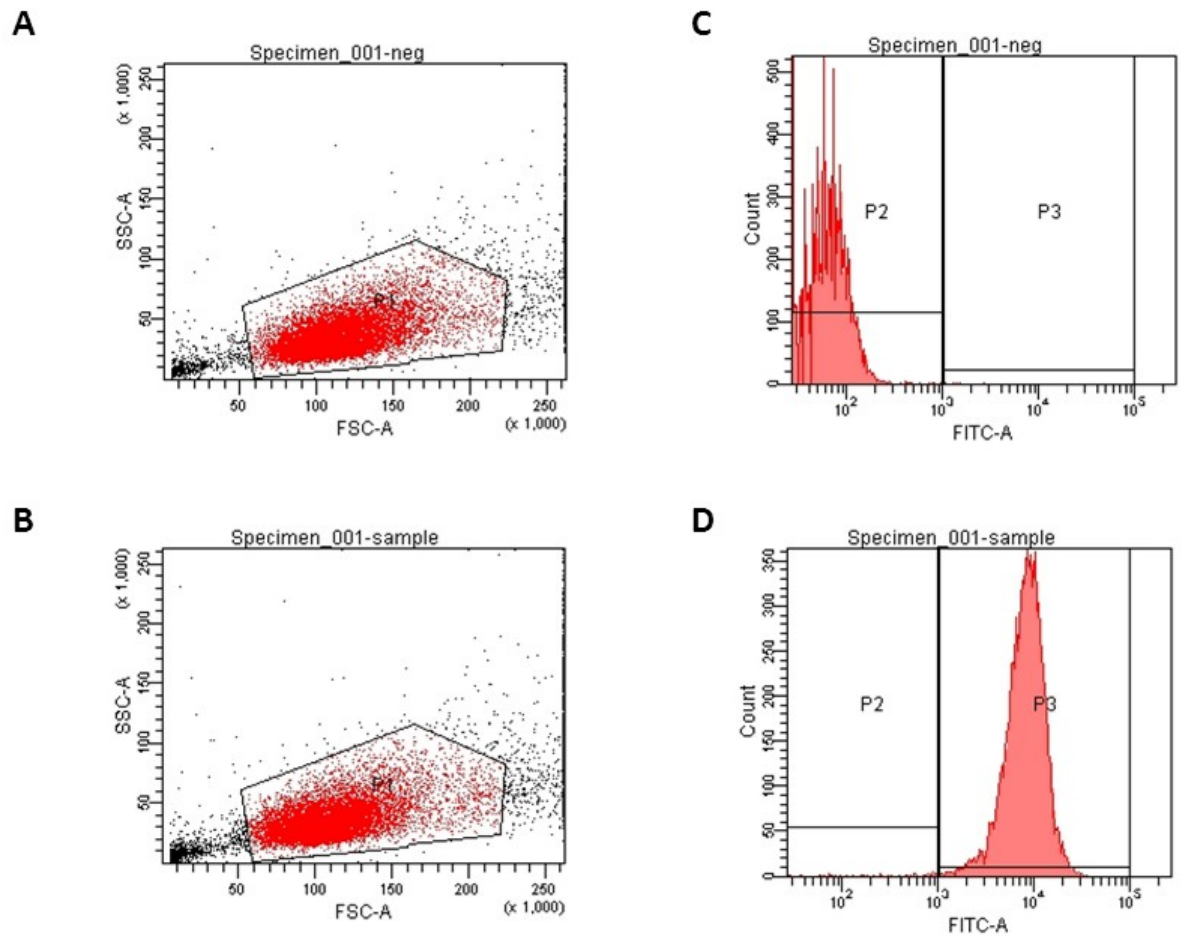 A
Specimen_001-neg
(x 1,000)
250
200
150
100
50
SSC-A
P1
50 100 150 200 250
FSC-A
(x 1,000)
C
Specimen_001-neg
500
400
300
200
100
0
Count
P2
P3
10² 10³ 10⁴ 10⁵
FITC-A
B
Specimen_001-sample
(x 1,000)
250
200
150
100
50
SSC-A
P1
50 100 150 200 250
FSC-A
(x 1,000)
D
Specimen_001-sample
350
300
250
200
150
100
50
0
Count
P2
P3
10² 10³ 10⁴ 10⁵
FITC-A